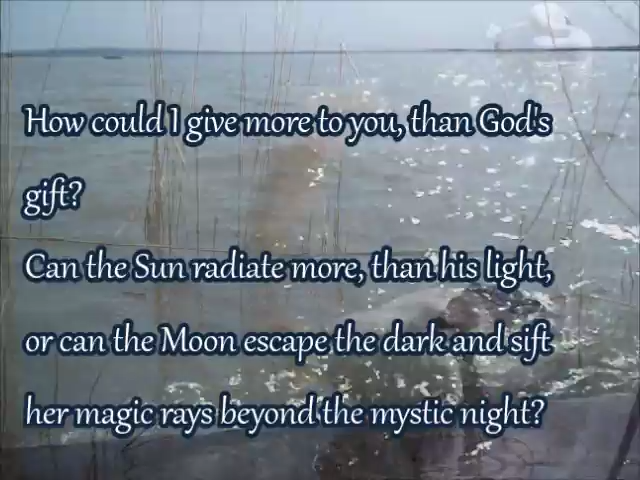 How could I give more to you, than God's
gift?
Can the Sun radiate more, than his light,
or can the Moon escape the dark and sift
her magic rays beyond the mystic night?